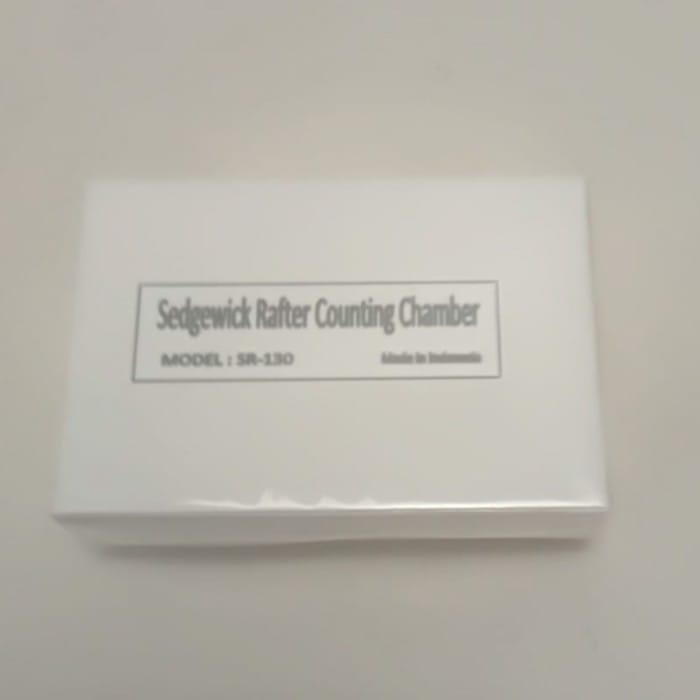 Sedgewick Rafter Counting Chamber
MODEL : SR-130
Made in Indonesia